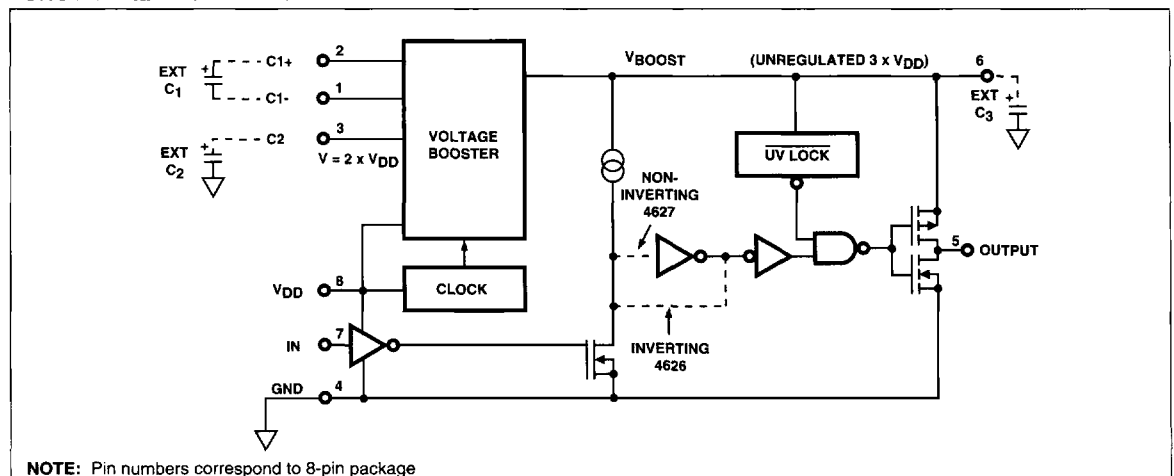 2
C1+
EXT
C1
+
1
C1-
3
C2
EXT
C2
+
V = 2 x VDD
VOLTAGE
BOOSTER
VBOOST
(UNREGULATED 3 x VDD)
6
EXT
C3
+
UV LOCK
NON-
INVERTING
4627
5
OUTPUT
8
VDD
CLOCK
7
IN
INVERTING
4626
4
GND
NOTE: Pin numbers correspond to 8-pin package